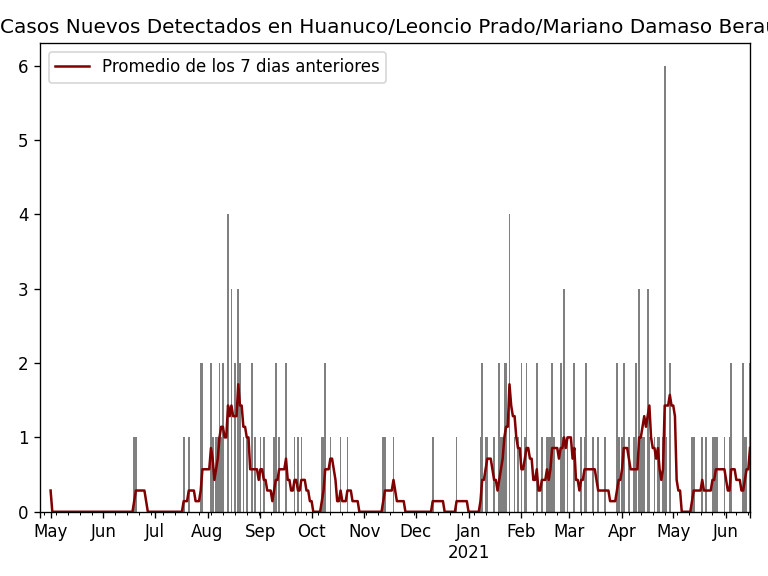 Casos Nuevos Detectados en Huanuco/Leoncio Prado/Mariano Damaso
Promedio de los 7 dias anteriores
6
5
4
3
2
1
0
May Jun Jul Aug Sep Oct Nov Dec Jan Feb Mar Apr May Jun
2021